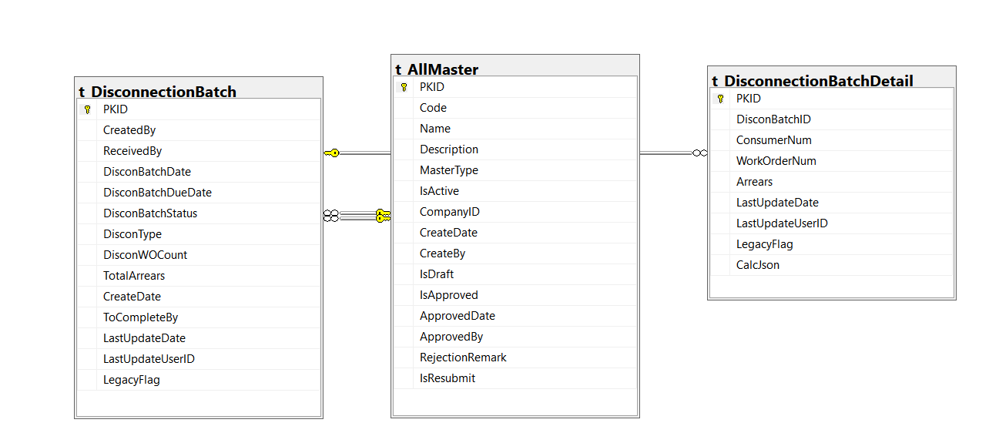 t_DisconnectionBatch
PKID
CreatedBy
ReceivedBy
DisconBatchDate
DisconBatchDueDate
DisconBatchStatus
DisconType
DisconWOCount
TotalArrears
CreateDate
ToCompleteBy
LastUpdateDate
LastUpdateUserID
LegacyFlag
t_AllMaster
PKID
Code
Name
Description
MasterType
IsActive
CompanyID
CreateDate
CreateBy
IsDraft
IsApproved
ApprovedDate
ApprovedBy
RejectionRemark
IsResubmit
t_DisconnectionBatchDetail
PKID
DisconBatchID
ConsumerNum
WorkOrderNum
Arrears
LastUpdateDate
LastUpdateUserID
LegacyFlag
CalcJson